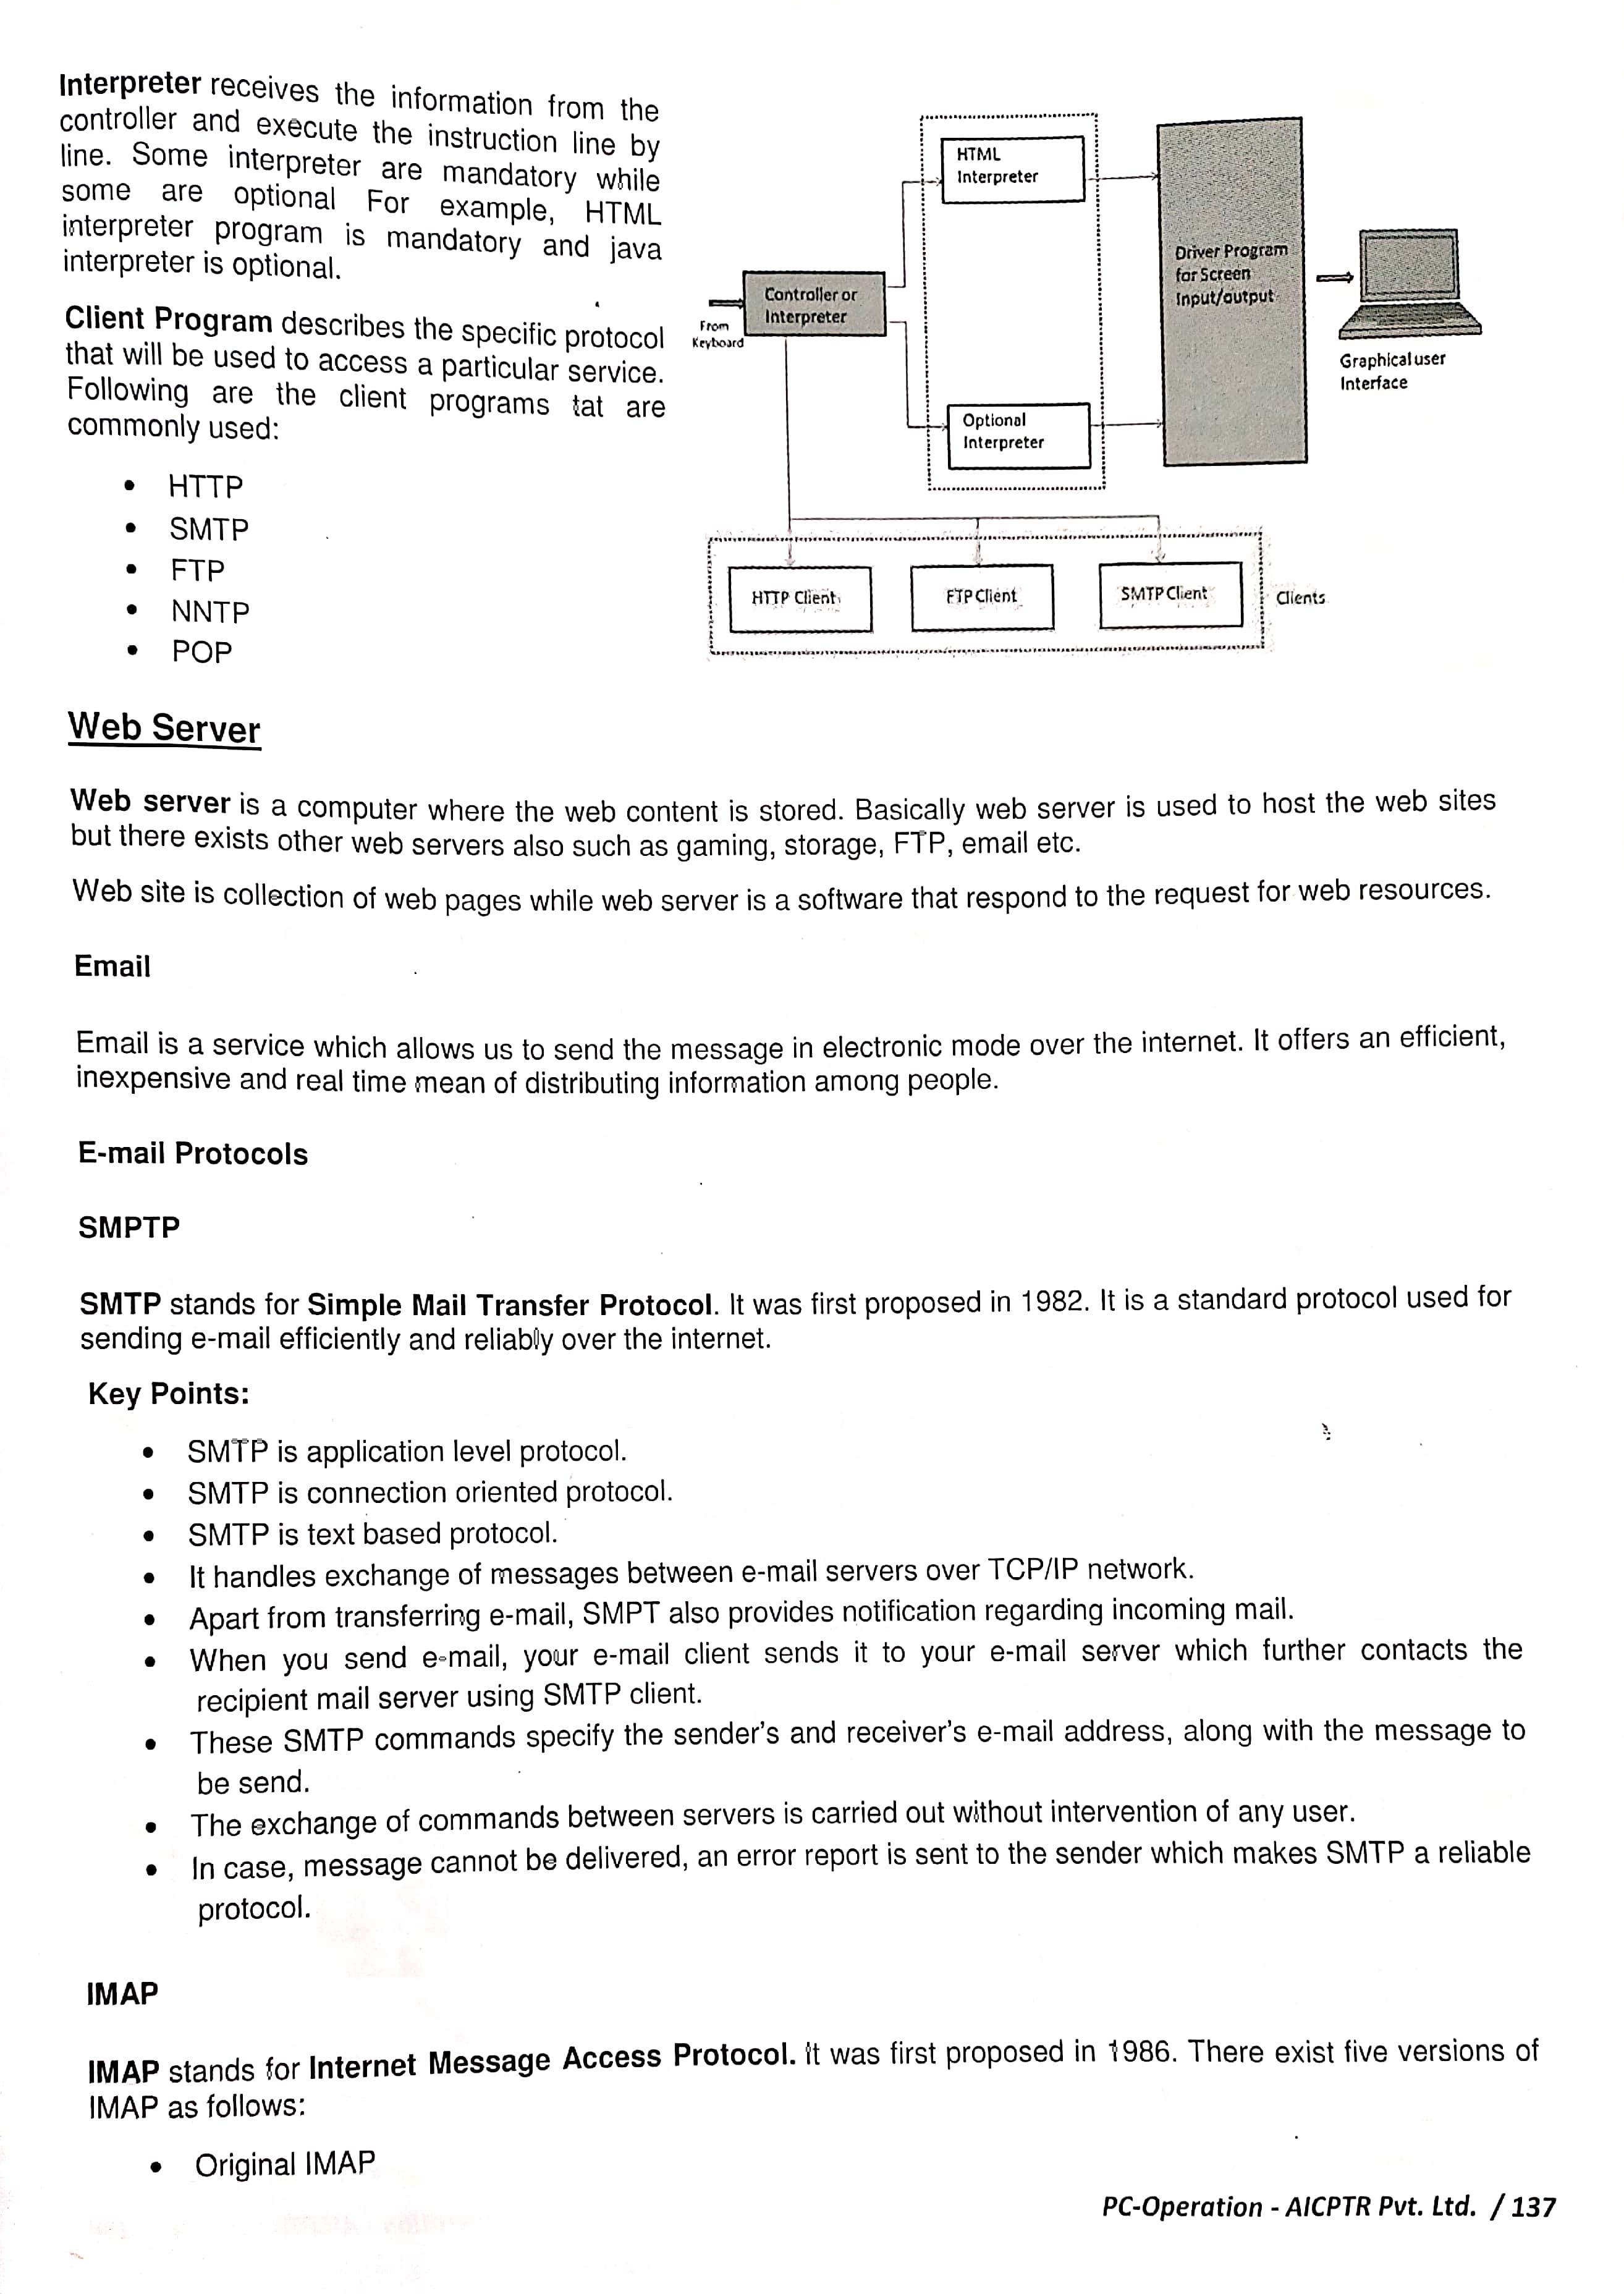 Interpreter receives the information from the
controller and execute the instruction line by
line. Some interpreter are mandatory while
some are optional For example, HTML
interpreter program is mandatory and java
interpreter is optional.
Client Program describes the specific protocol
that will be used to access a particular service.
Following are the client programs tat are
commonly used:
• HTTP
• SMTP
• FTP
• NNTP
• POP
From
Keyboard
Controller or
Interpreter
HTML
Interpreter
Optional
Interpreter
Driver Program
for Screen
Input/output
Graphical user
Interface
HTTP Client
FTP Client
SMTP Client
Clients
Web Server
Web server is a computer where the web content is stored. Basically web server is used to host the web sites
but there exists other web servers also such as gaming, storage, FTP, email etc.
Web site is collection of web pages while web server is a software that respond to the request for web resources.
Email
Email is a service which allows us to send the message in electronic mode over the internet. It offers an efficient,
inexpensive and real time mean of distributing information among people.
E-mail Protocols
SMPTP
SMTP stands for Simple Mail Transfer Protocol. It was first proposed in 1982. It is a standard protocol used for
sending e-mail efficiently and reliably over the internet.
Key Points:
• SMTP is application level protocol.
• SMTP is connection oriented protocol.
• SMTP is text based protocol.
• It handles exchange of messages between e-mail servers over TCP/IP network.
• Apart from transferring e-mail, SMPT also provides notification regarding incoming mail.
• When you send e-mail, your e-mail client sends it to your e-mail server which further contacts the
recipient mail server using SMTP client.
• These SMTP commands specify the sender's and receiver's e-mail address, along with the message to
be send.
• The exchange of commands between servers is carried out without intervention of any user.
• In case, message cannot be delivered, an error report is sent to the sender which makes SMTP a reliable
protocol.
IMAP
IMAP stands for Internet Message Access Protocol. it was first proposed in 1986. There exist five versions of
IMAP as follows:
• Original IMAP
PC-Operation - AICPTR Pvt. Ltd. / 137